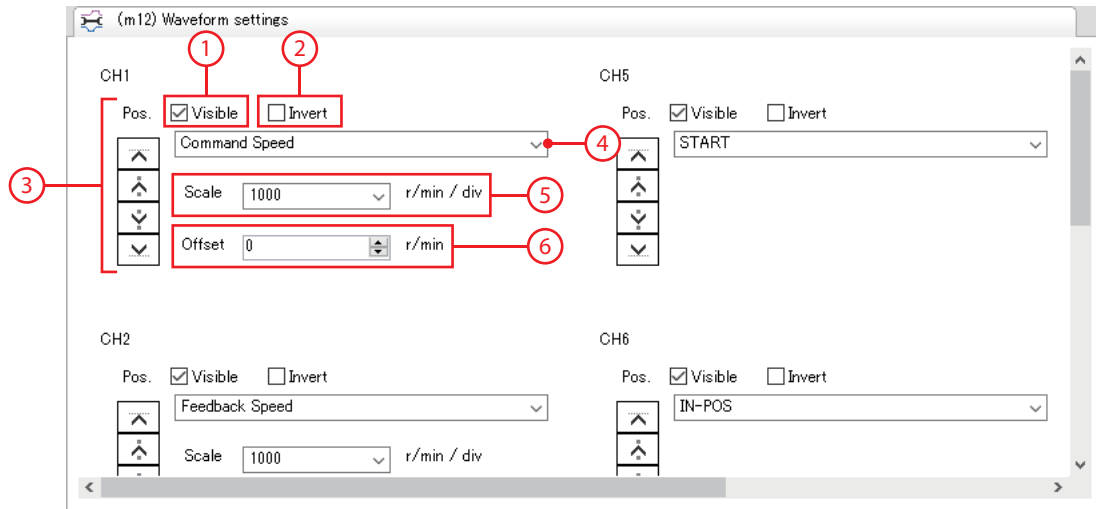 (m12) Waveform settings
1
2
CH1
CH5
Pos. Visible Invert
Pos. Visible Invert
Command Speed
4
START
3
Scale 1000 r/min / div
5
Offset 0 r/min
6
CH2
CH6
Pos. Visible Invert
Pos. Visible Invert
Feedback Speed
IN-POS
Scale 1000 r/min / div